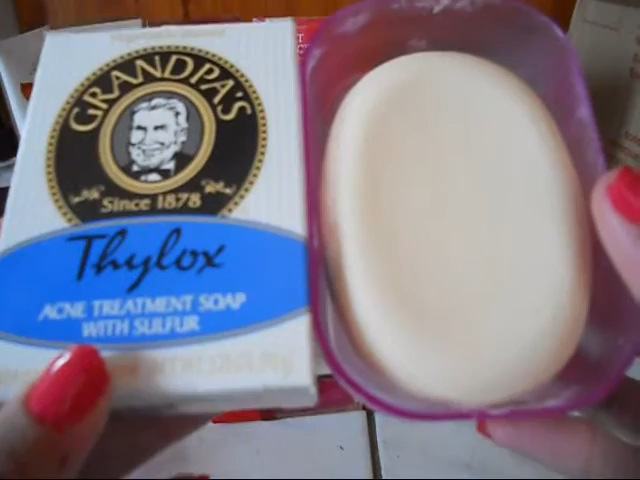 GRANDPA'S
Since 1878
Thylox
ACNE TREATMENT SOAP
WITH SULFUR